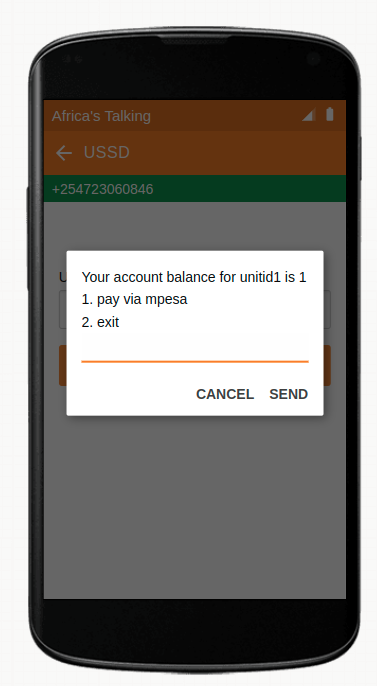 Africa's Talking
USSD
+254723060846
U
Your account balance for unitid1 is 1
1. pay via mpesa
2. exit
CANCEL SEND